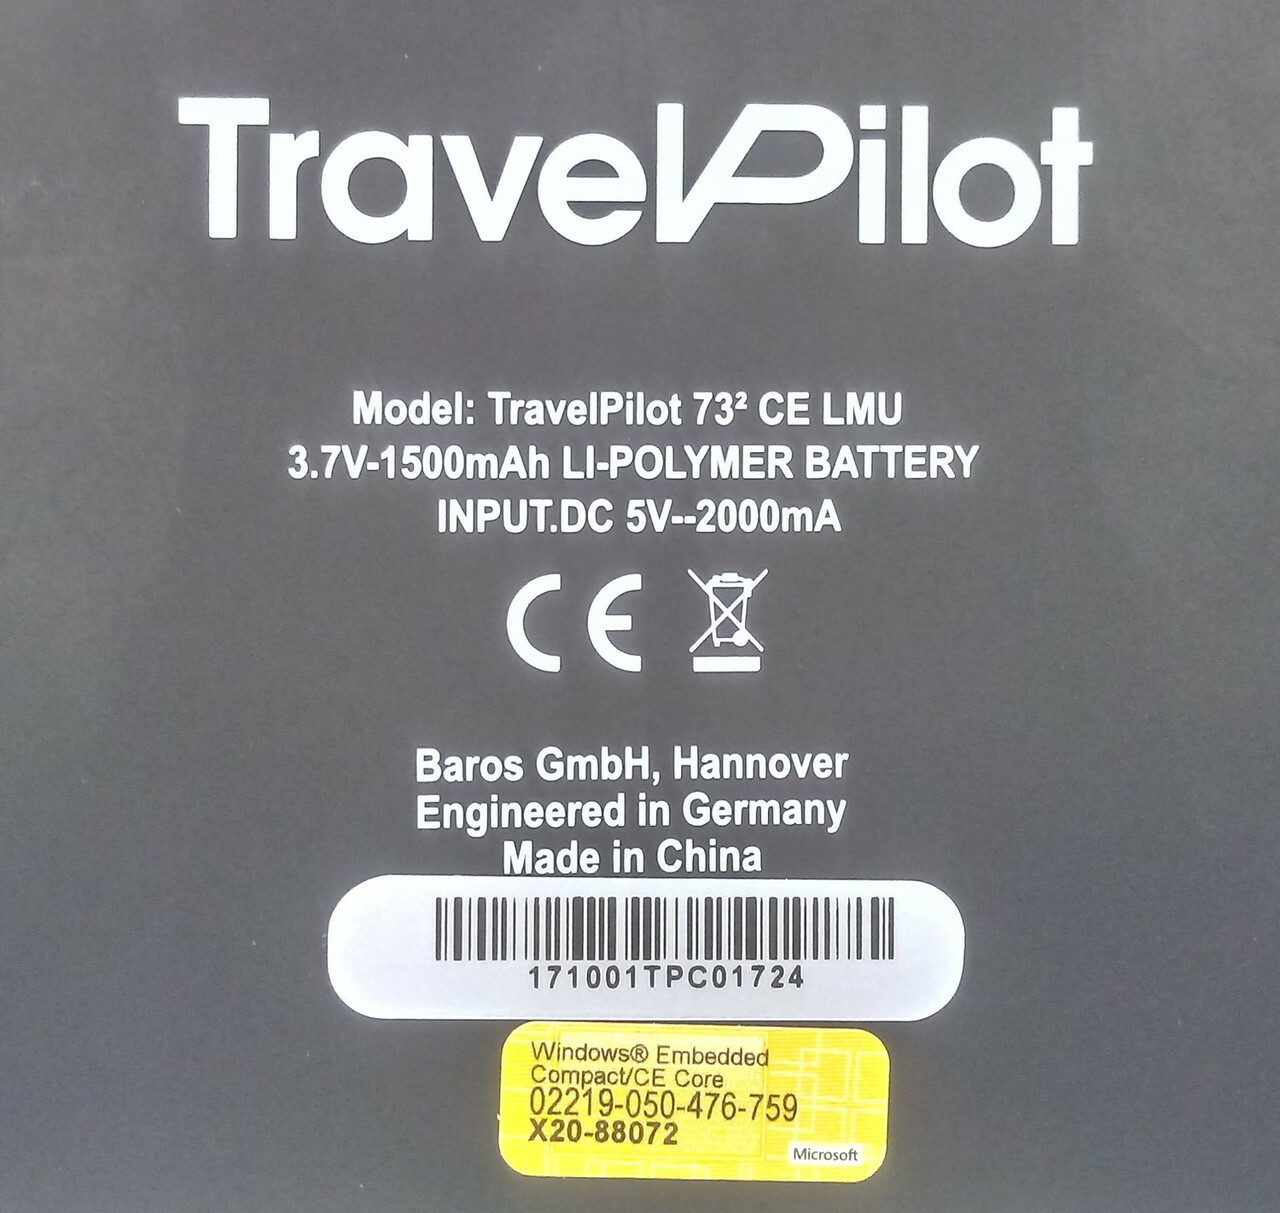 TravelPilot
Model: TravelPilot 73² CE LMU
3.7V-1500mAh LI-POLYMER BATTERY
INPUT.DC 5V--2000mA
CE
Baros GmbH, Hannover
Engineered in Germany
Made in China
171001TPC01724
Windows® Embedded
Compact/CE Core
02219-050-476-759
X20-88072
Microsoft